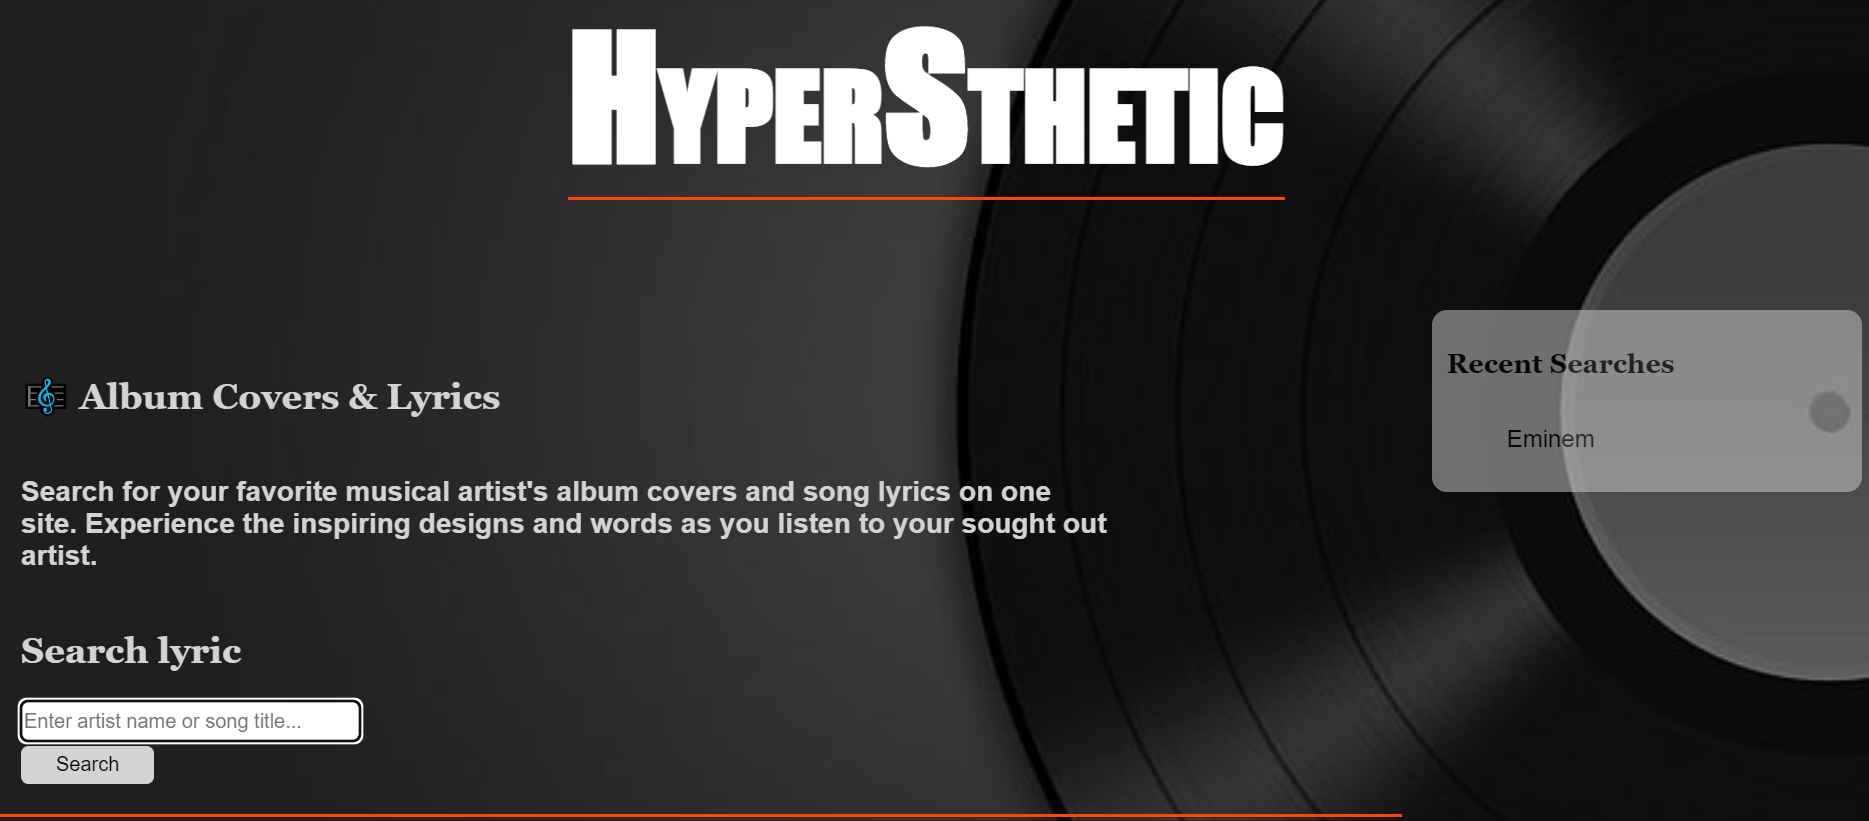 HyperSthetic
Album Covers & Lyrics
Search for your favorite musical artist's album covers and song lyrics on one
site. Experience the inspiring designs and words as you listen to your sought out
artist.
Search lyric
Enter artist name or song title...
Search
Recent Searches
Eminem